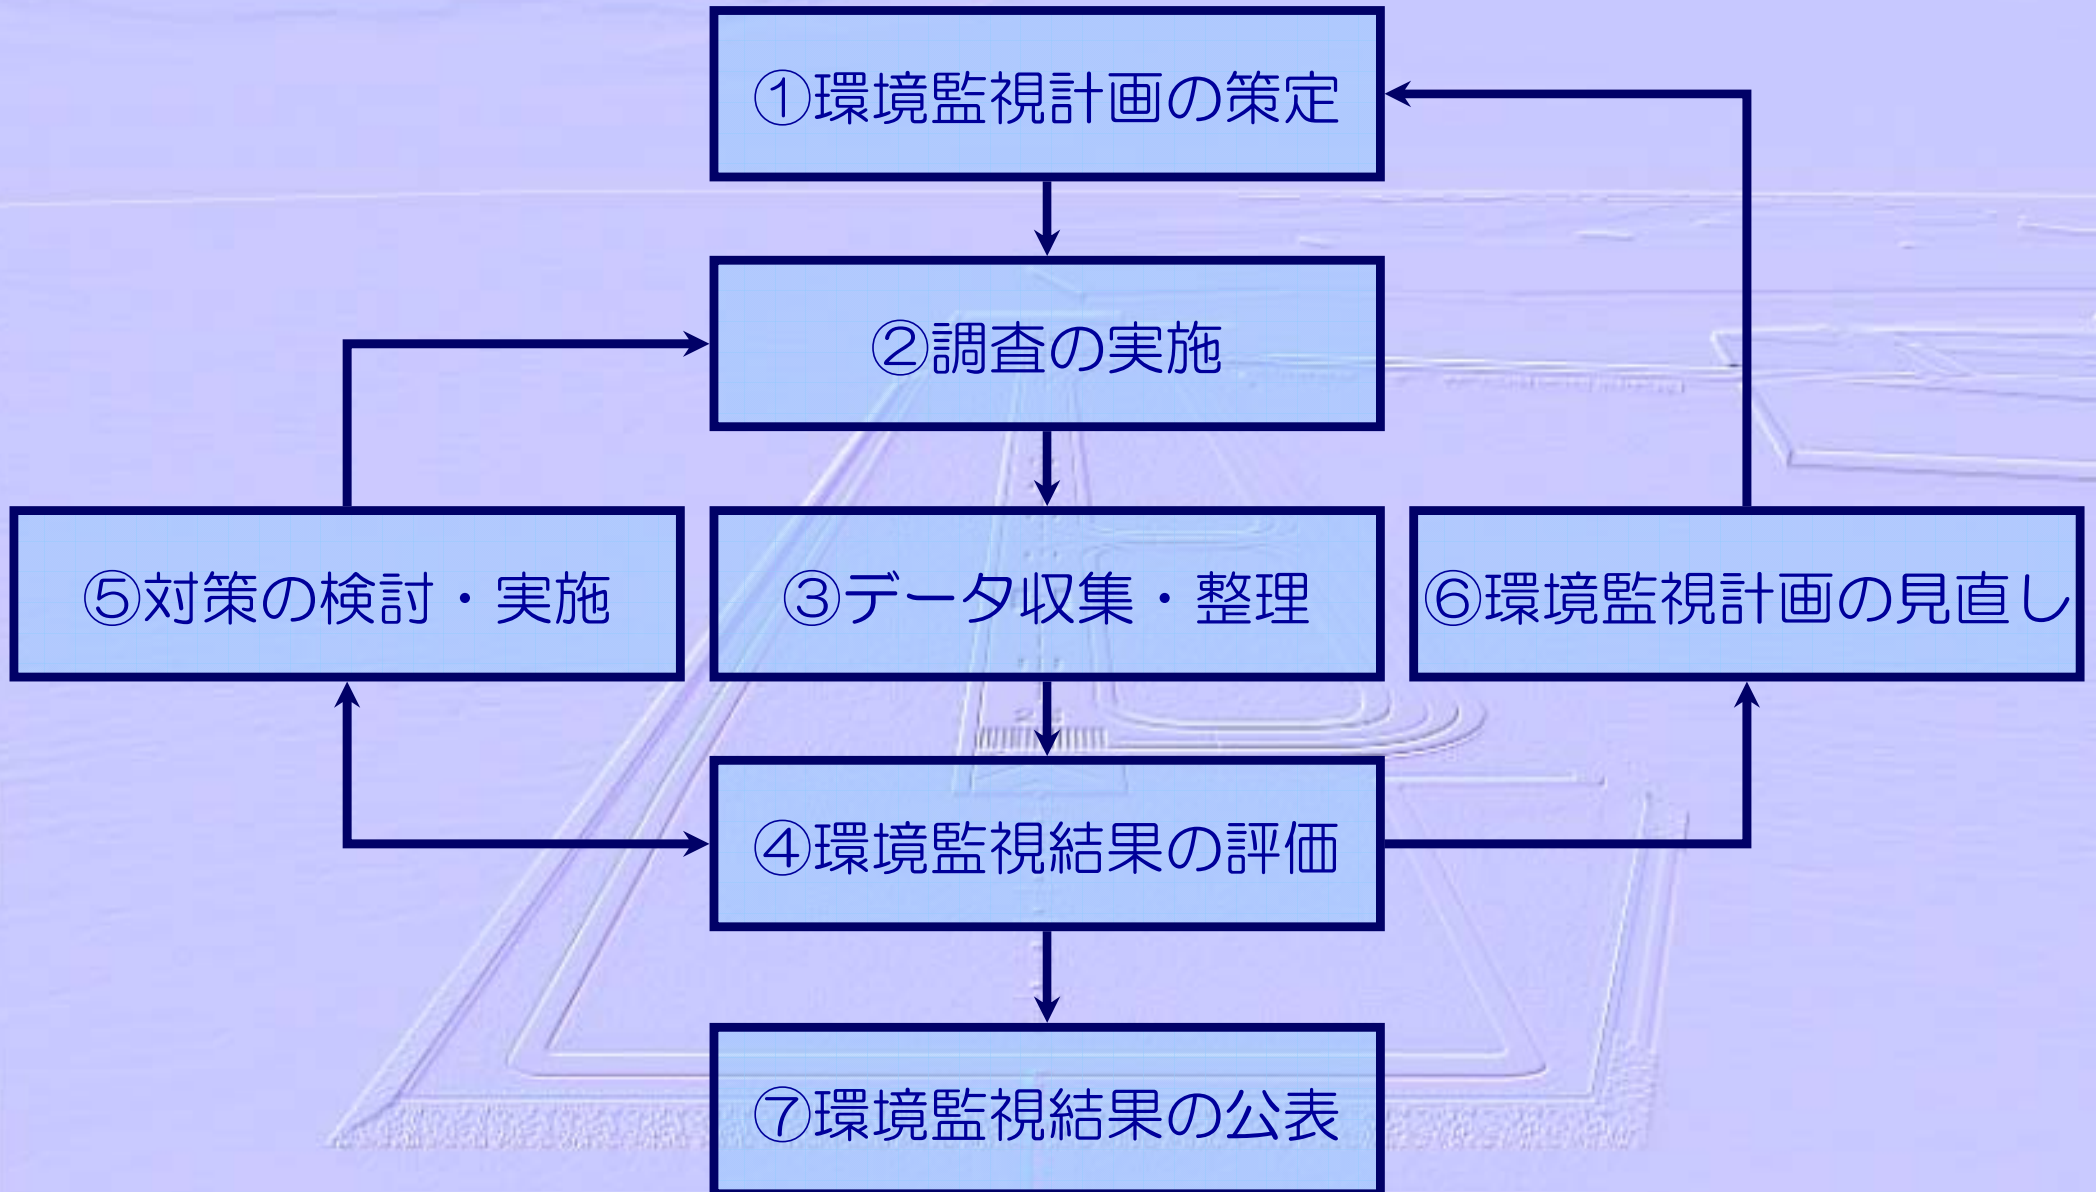 ①環境監視計画の策定
②調査の実施
⑤対策の検討・実施
③データ収集・整理
⑥環境監視計画の見直し
④環境監視結果の評価
⑦環境監視結果の公表